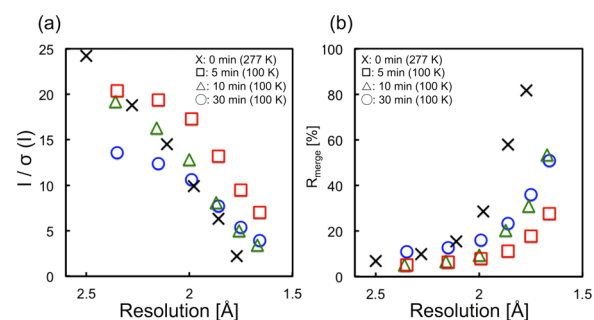 (a)
I / σ (I)
25
20
15
10
5
0
2.5
2
1.5
Resolution [Å]
×: 0 min (277 K)
□: 5 min (100 K)
△: 10 min (100 K)
○: 30 min (100 K)
(b)
Rmerge [%]
100
80
60
40
20
0
2.5
2
1.5
Resolution [Å]
×: 0 min (277 K)
□: 5 min (100 K)
△: 10 min (100 K)
○: 30 min (100 K)